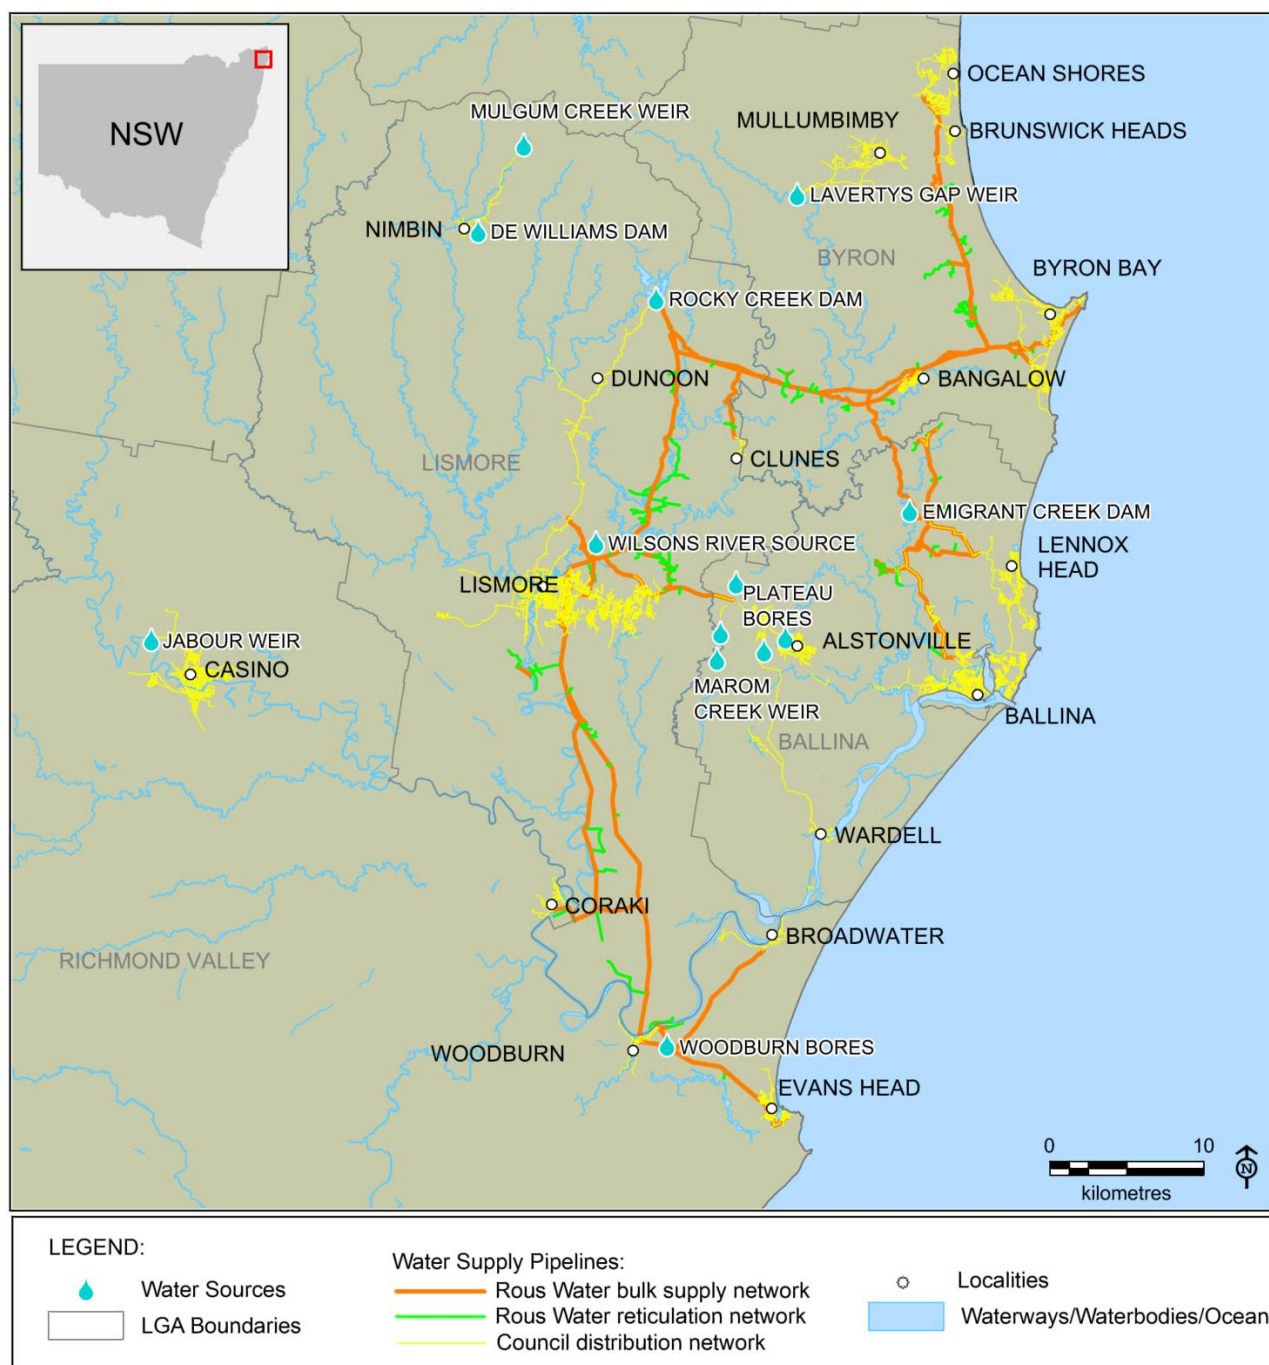 NSW
OCEAN SHORES
MULGUM CREEK WEIR
MULLUMBIMBY
BRUNSWICK HEADS
LAVERTYS GAP WEIR
NIMBIN
DE WILLIAMS DAM
BYRON
BYRON BAY
ROCKY CREEK DAM
DUNOON
BANGALOW
LISMORE
CLUNES
EMIGRANT CREEK DAM
WILSONS RIVER SOURCE
LENNOX
HEAD
LISMORE
PLATEAU
BORES
JABOUR WEIR
ALSTONVILLE
CASINO
MAROM
CREEK WEIR
BALLINA
BALLINA
WARDELL
CORAKI
BROADWATER
RICHMOND VALLEY
WOODBURN
WOODBURN BORES
EVANS HEAD
0 10
kilometres
N
LEGEND:
Water Sources
LGA Boundaries
Water Supply Pipelines:
Rous Water bulk supply network
Rous Water reticulation network
Council distribution network
Localities
Waterways/Waterbodies/Ocean